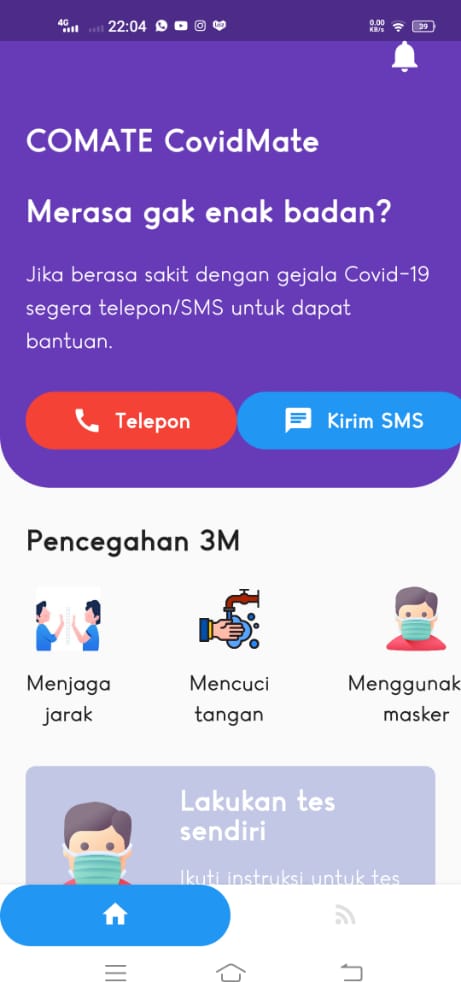 4G
22:04
0.00
KB/s
39
COMATE CovidMate
Merasa gak enak badan?
Jika berasa sakit dengan gejala Covid-19
segera telepon/SMS untuk dapat
bantuan.
Telepon
Kirim SMS
Pencegahan 3M
Menjaga
jarak
Mencuci
tangan
Menggunak
masker
Lakukan tes
sendiri
Ikuti instruksi untuk tes